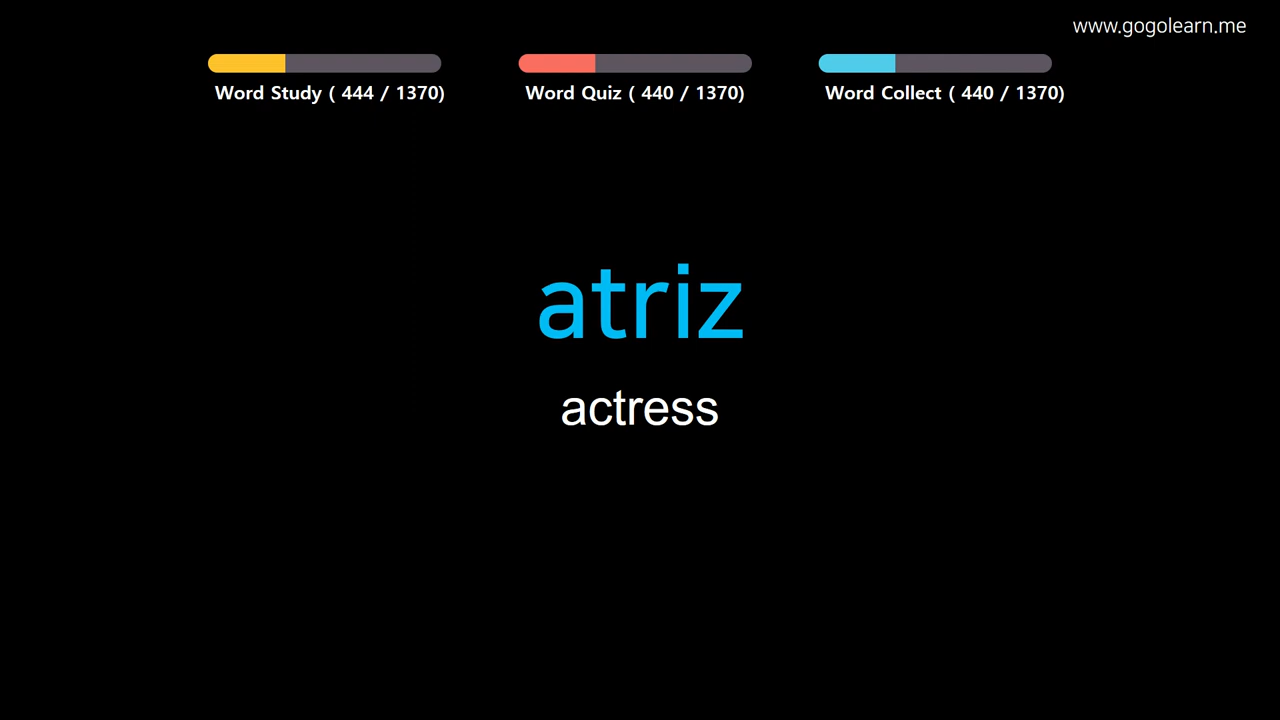 www.gogolearn.me
Word Study ( 444 / 1370)
Word Quiz ( 440 / 1370)
Word Collect ( 440 / 1370)
atriz
actress